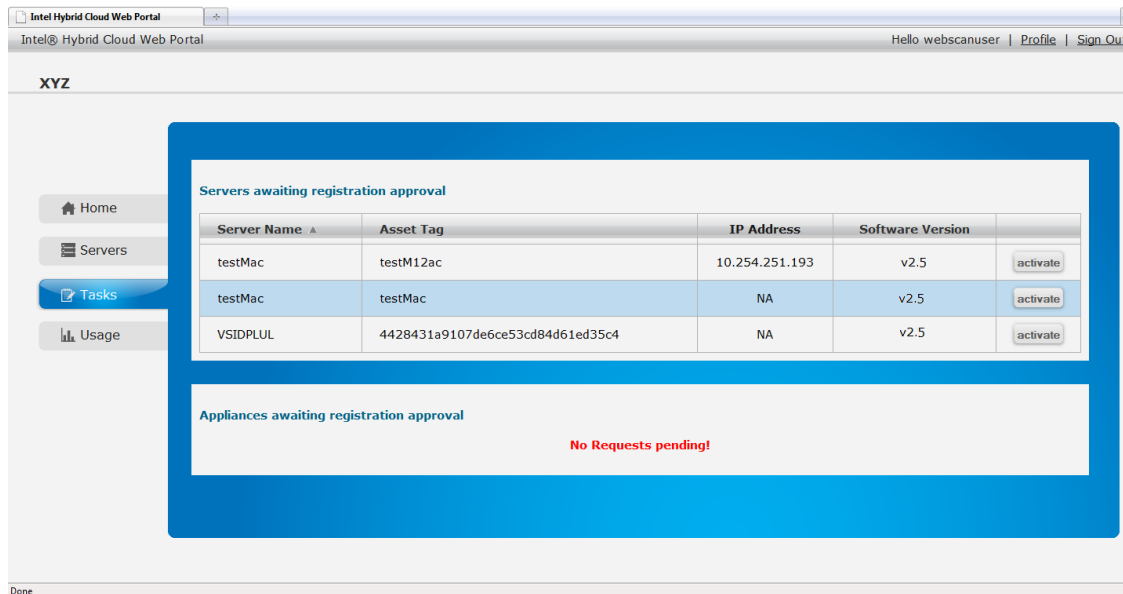 Intel Hybrid Cloud Web Portal
Intel® Hybrid Cloud Web Portal Hello webscanuser | Profile | Sign Ou
XYZ
Servers awaiting registration approval
Home
Servers
Tasks
Usage
Server Name ▲ Asset Tag IP Address Software Version
testMac testM12ac 10.254.251.193 v2.5 activate
testMac testMac NA v2.5 activate
VSIDPLUL 4428431a9107de6ce53cd84d61ed35c4 NA v2.5 activate
Appliances awaiting registration approval
No Requests pending!
Done